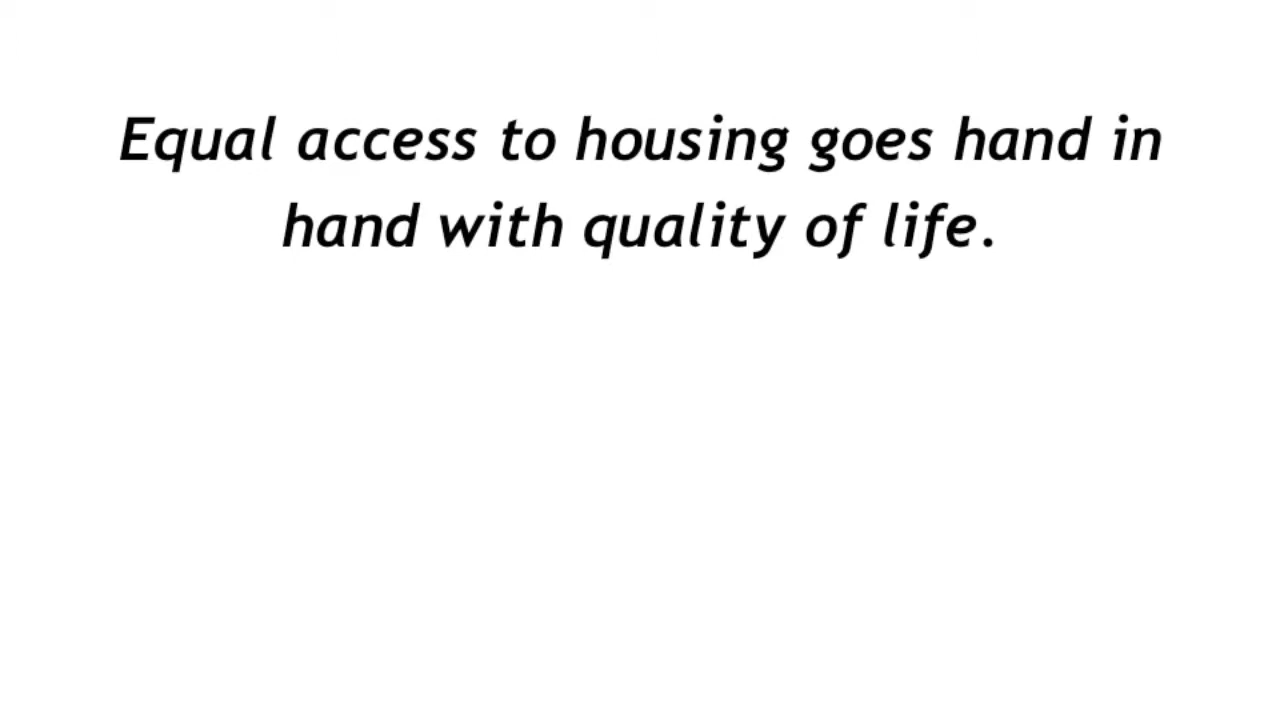 Equal access to housing goes hand in
hand with quality of life.